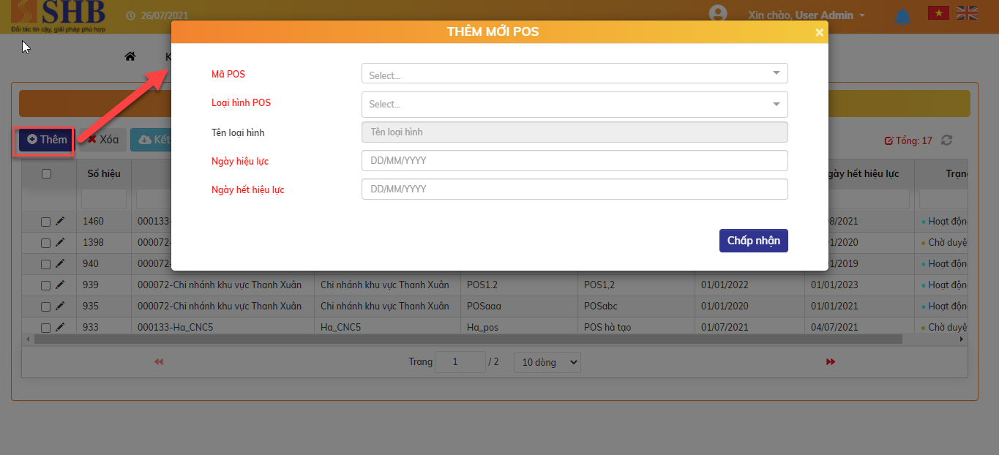 SHB
Đối tác tin cậy, giải pháp phù hợp
26/07/2021
Xin chào, User Admin
THÊM MỚI POS
×
K
Mã POS
Select...
Loại hình POS
Select...
Tên loại hình
Tên loại hình
Ngày hiệu lực
DD/MM/YYYY
Ngày hết hiệu lực
DD/MM/YYYY
Chấp nhận
Thêm
Xóa
Kết
Tổng: 17
Số hiệu
gày hết hiệu lực
Trạn
1460 000133- 8/2021 Hoạt độn
1398 000072- 1/2020 Chờ duyệ
940 000072- 1/2019 Hoạt độn
939 000072-Chi nhánh khu vực Thanh Xuân Chi nhánh khu vực Thanh Xuân POS1.2 POS1,2 01/01/2022 01/01/2023 Hoạt độn
935 000072-Chi nhánh khu vực Thanh Xuân Chi nhánh khu vực Thanh Xuân POSaaa POSabc 01/01/2020 01/01/2021 Hoạt độn
933 000133-Ha_CNC5 Ha_CNC5 Ha_pos POS hà tạo 01/07/2021 04/07/2021 Chờ duyệ
Trang 1 / 2 10 dòng